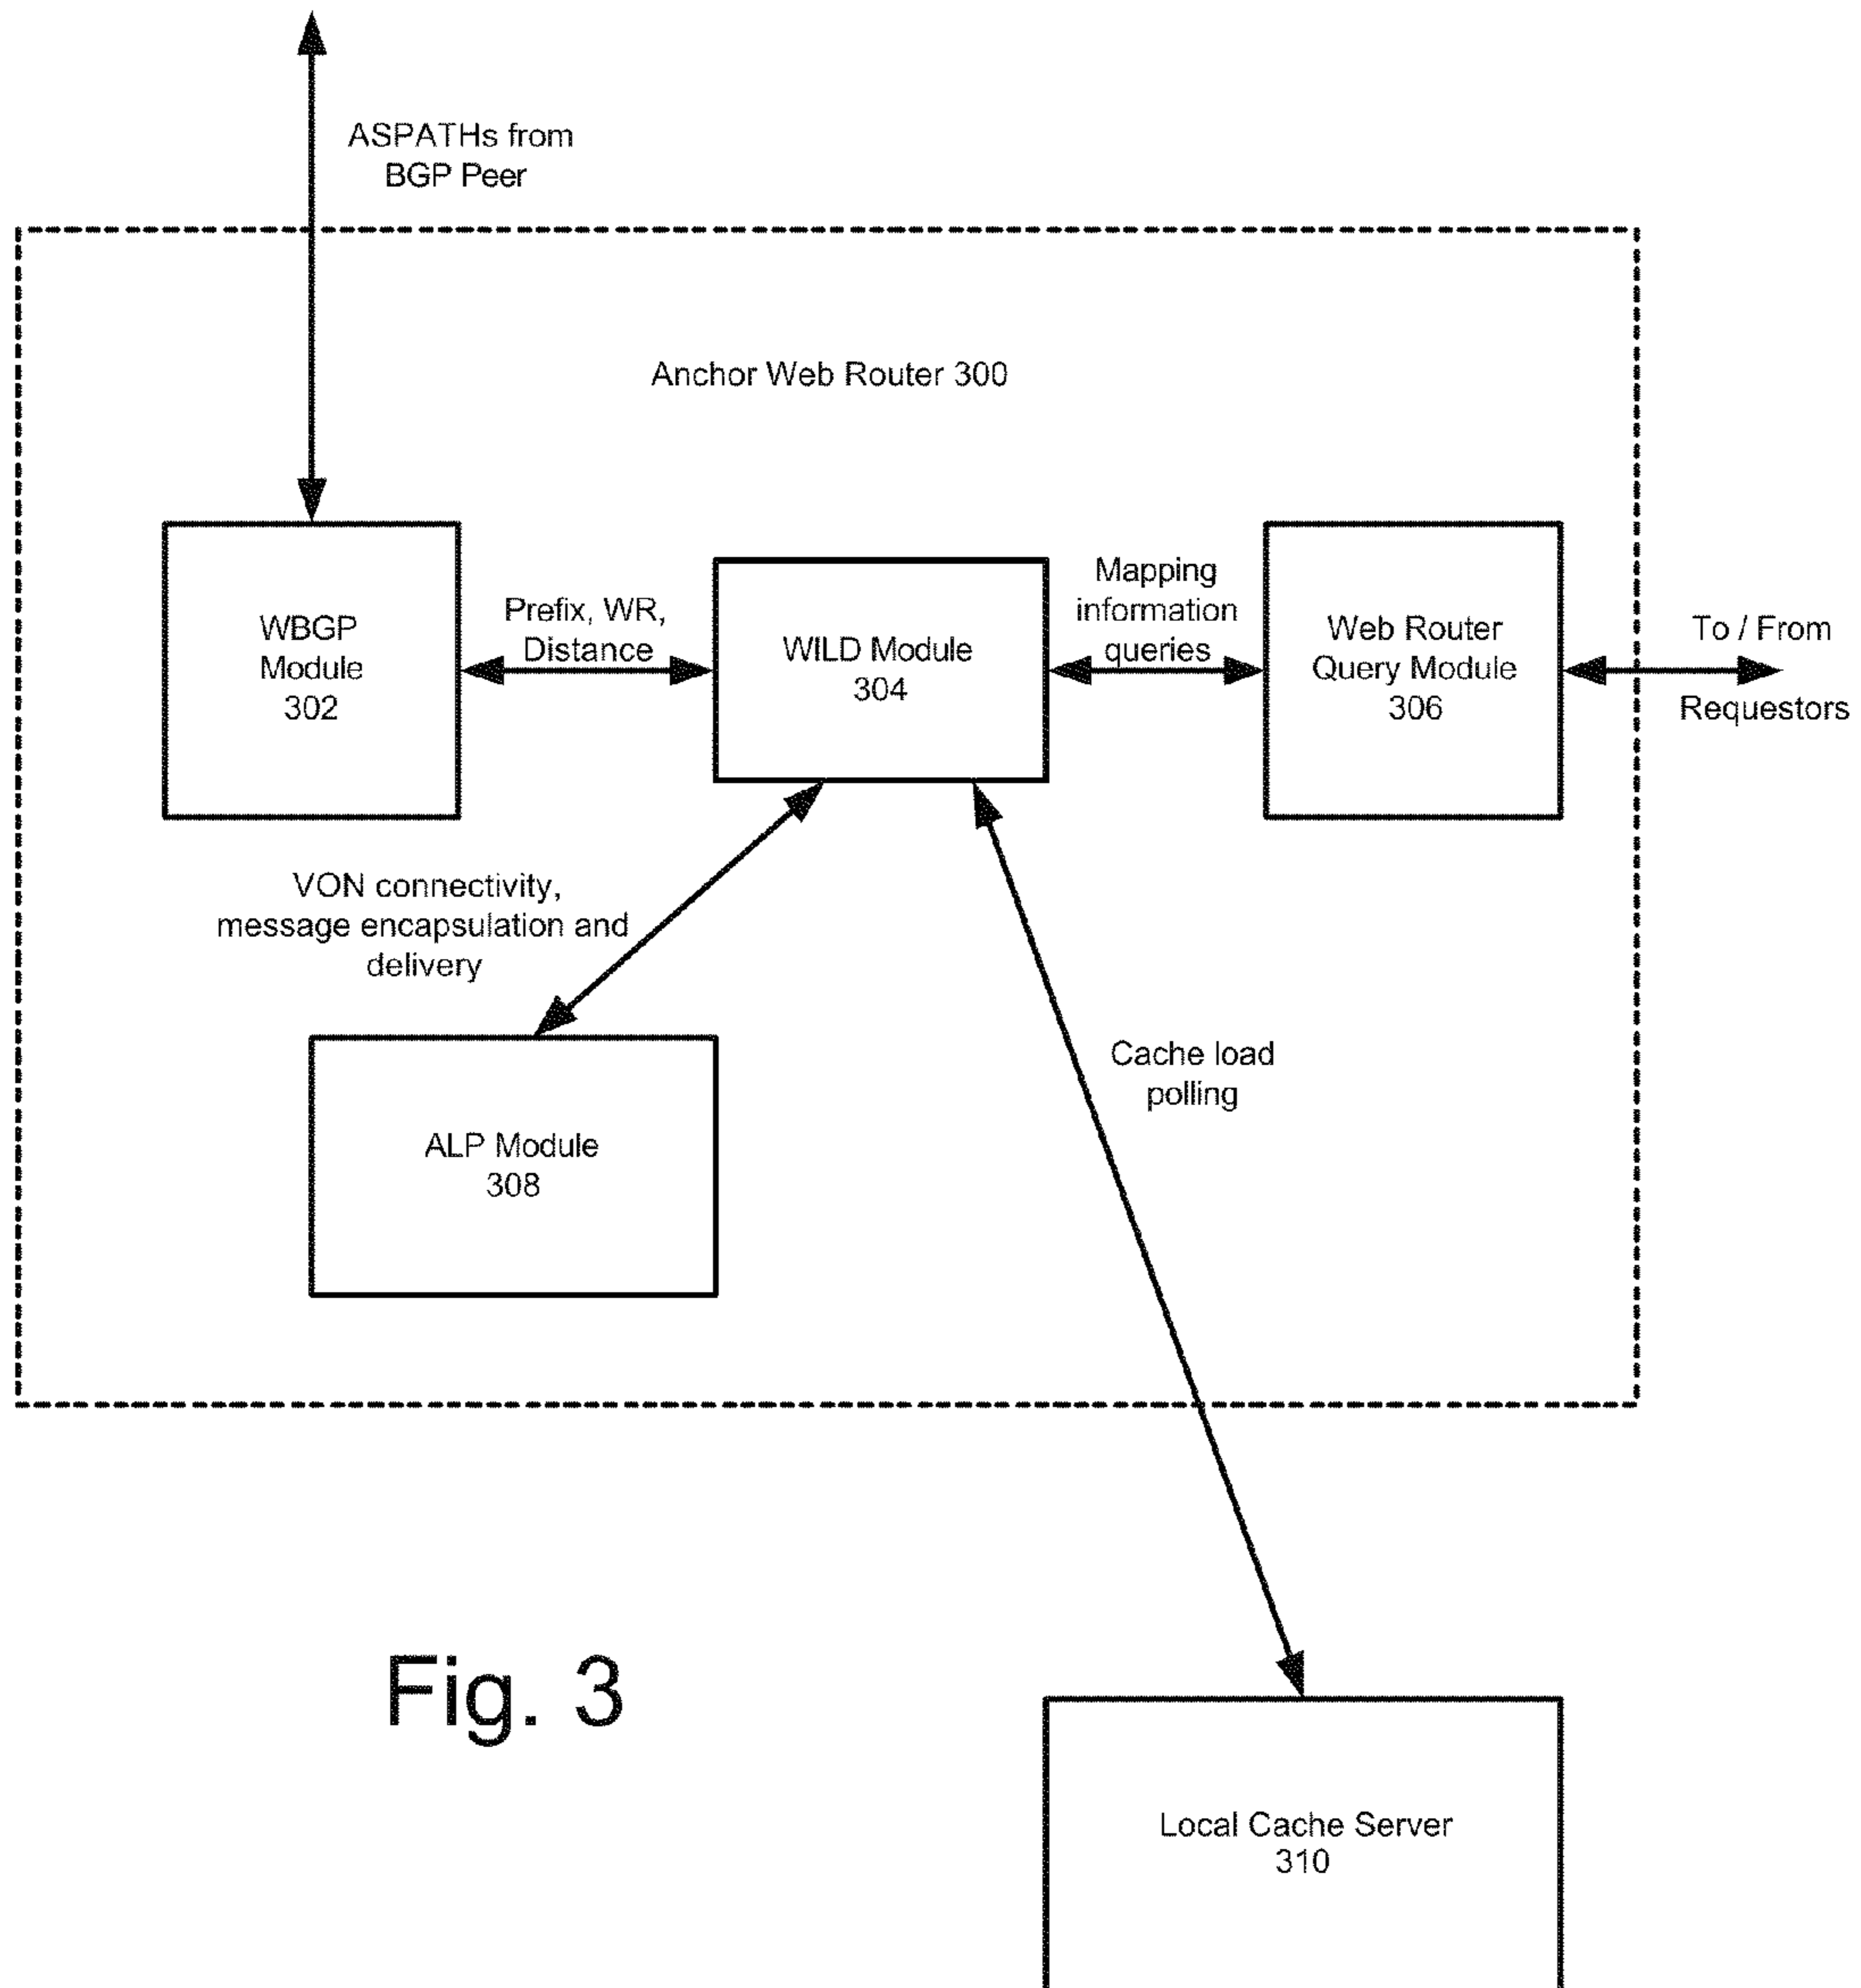 ASPATHs from
BGP Peer
Anchor Web Router 300
WBGP
Module
302
Prefix, WR,
Distance
WILD Module
304
Mapping
information
queries
Web Router
Query Module
306
To / From
Requestors
VON connectivity,
message encapsulation and
delivery
ALP Module
308
Cache load
polling
Fig. 3
Local Cache Server
310